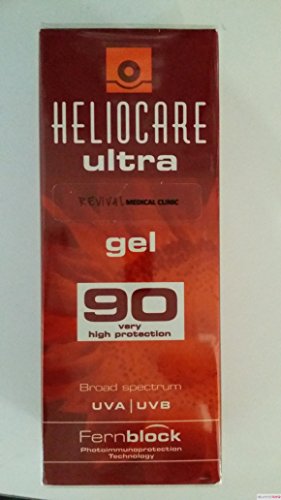 HELIOCARE
ultra
REVIVAL MEDICAL CLINIC
gel
90
very
high protection
Broad spectrum
UVA | UVB
Fernblock
Photoimmunoprotection
Technology